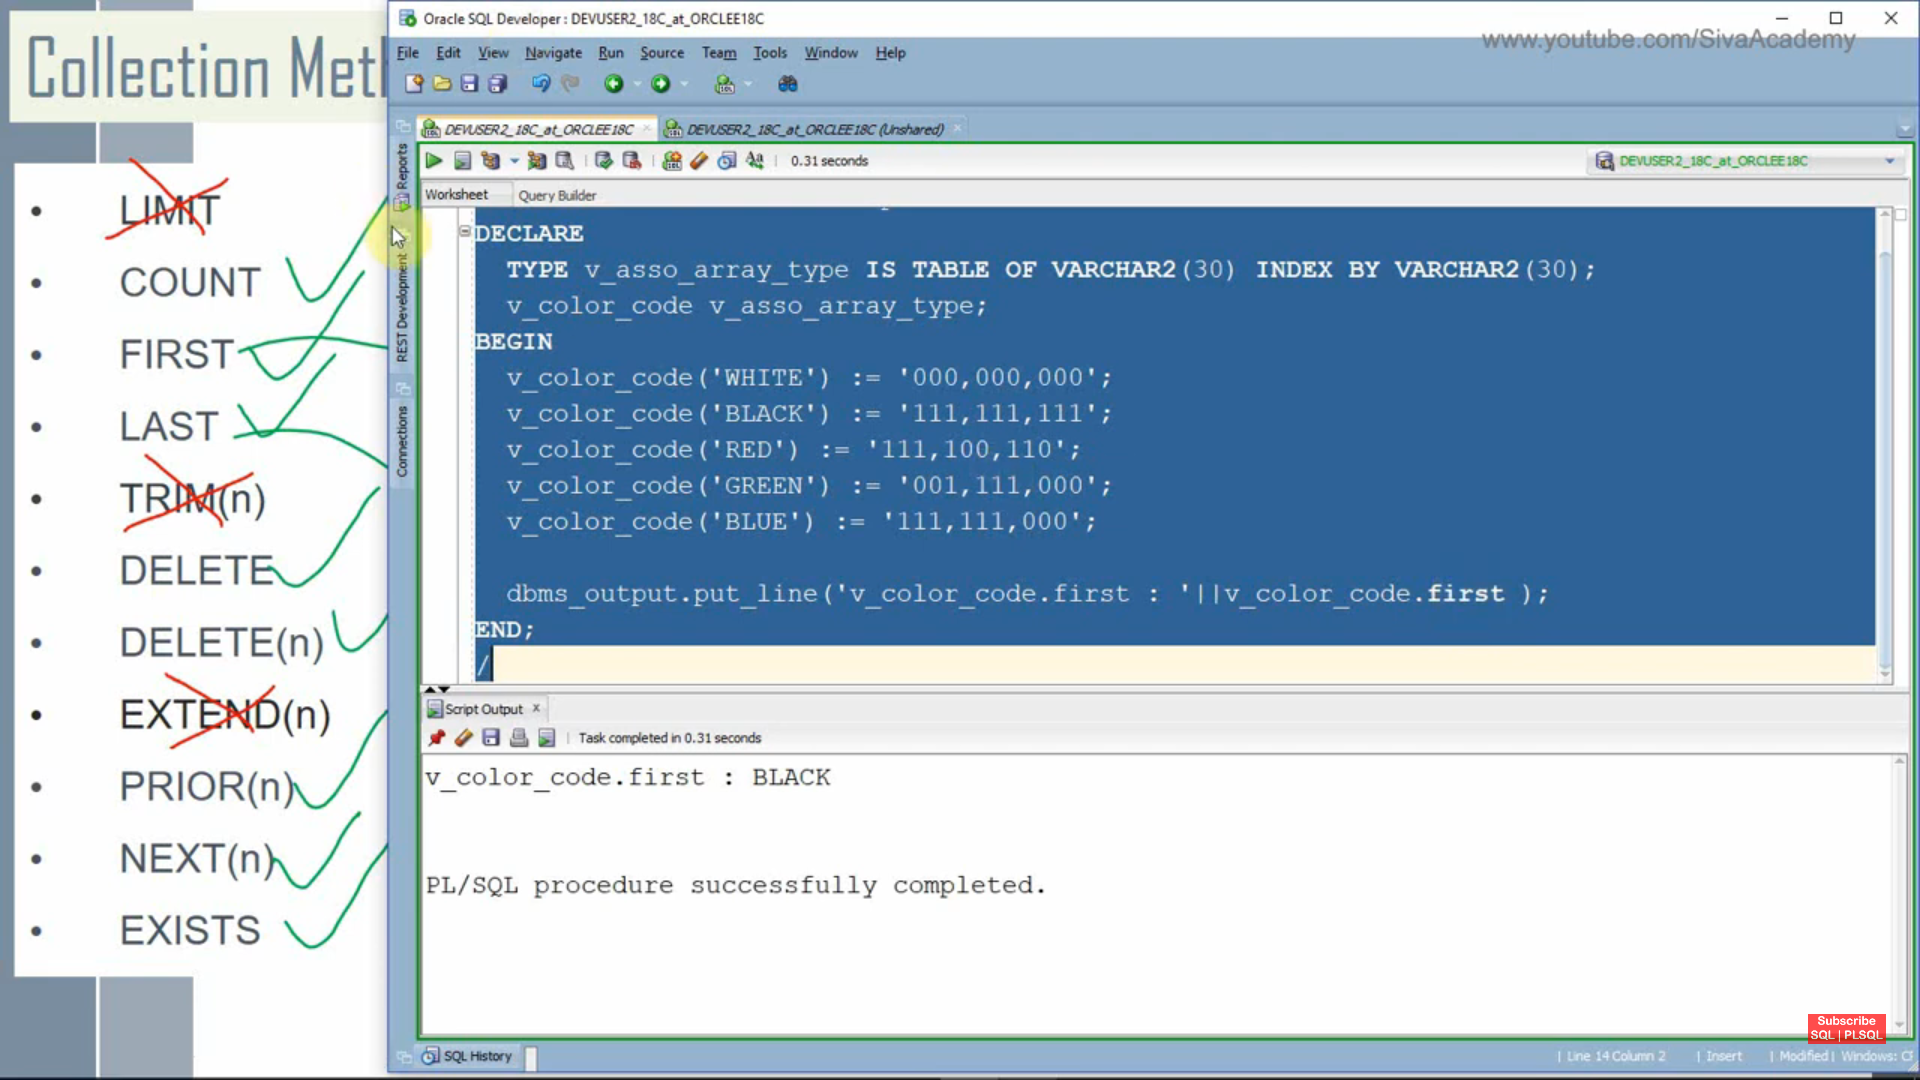 Collection Met
• LIMIT
• COUNT
• FIRST
• LAST
• TRIM(n)
• DELETE
• DELETE(n)
• EXTEND(n)
• PRIOR(n)
• NEXT(n)
• EXISTS
Oracle SQL Developer : DEVUSER2_18C_at_ORCLEE18C
www.youtube.com/SivaAcademy
File Edit View Navigate Run Source Team Tools Window Help
DEVUSER2_18C_at_ORCLEE18C
DEVUSER2_18C_at_ORCLEE18C (Unshared)
Reports
REST Development
Connections
0.31 seconds
DEVUSER2_18C_at_ORCLEE18C
Worksheet Query Builder
DECLARE
TYPE v_asso_array_type IS TABLE OF VARCHAR2(30) INDEX BY VARCHAR2(30);
v_color_code v_asso_array_type;
BEGIN
v_color_code('WHITE') := '000,000,000';
v_color_code('BLACK') := '111,111,111';
v_color_code('RED') := '111,100,110';
v_color_code('GREEN') := '001,111,000';
v_color_code('BLUE') := '111,111,000';
dbms_output.put_line('v_color_code.first : '||v_color_code.first );
END;
/
Script Output
Task completed in 0.31 seconds
v_color_code.first : BLACK
PL/SQL procedure successfully completed.
Subscribe
SQL | PLSQL
SQL History
| Line 14 Column 2 | Insert | Modified | Windows: